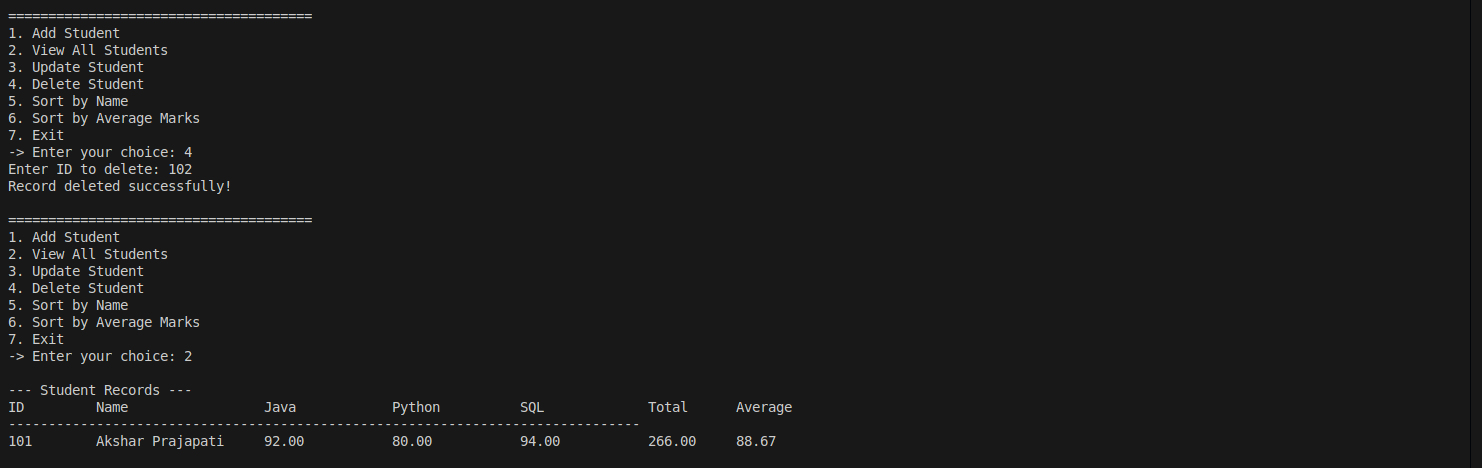 ======================================
1. Add Student
2. View All Students
3. Update Student
4. Delete Student
5. Sort by Name
6. Sort by Average Marks
7. Exit
-> Enter your choice: 4
Enter ID to delete: 102
Record deleted successfully!
======================================
1. Add Student
2. View All Students
3. Update Student
4. Delete Student
5. Sort by Name
6. Sort by Average Marks
7. Exit
-> Enter your choice: 2
--- Student Records ---
ID         Name                 Java            Python          SQL             Total      Average
-------------------------------------------------------------------------------
101        Akshar Prajapati     92.00           80.00           94.00           266.00     88.67